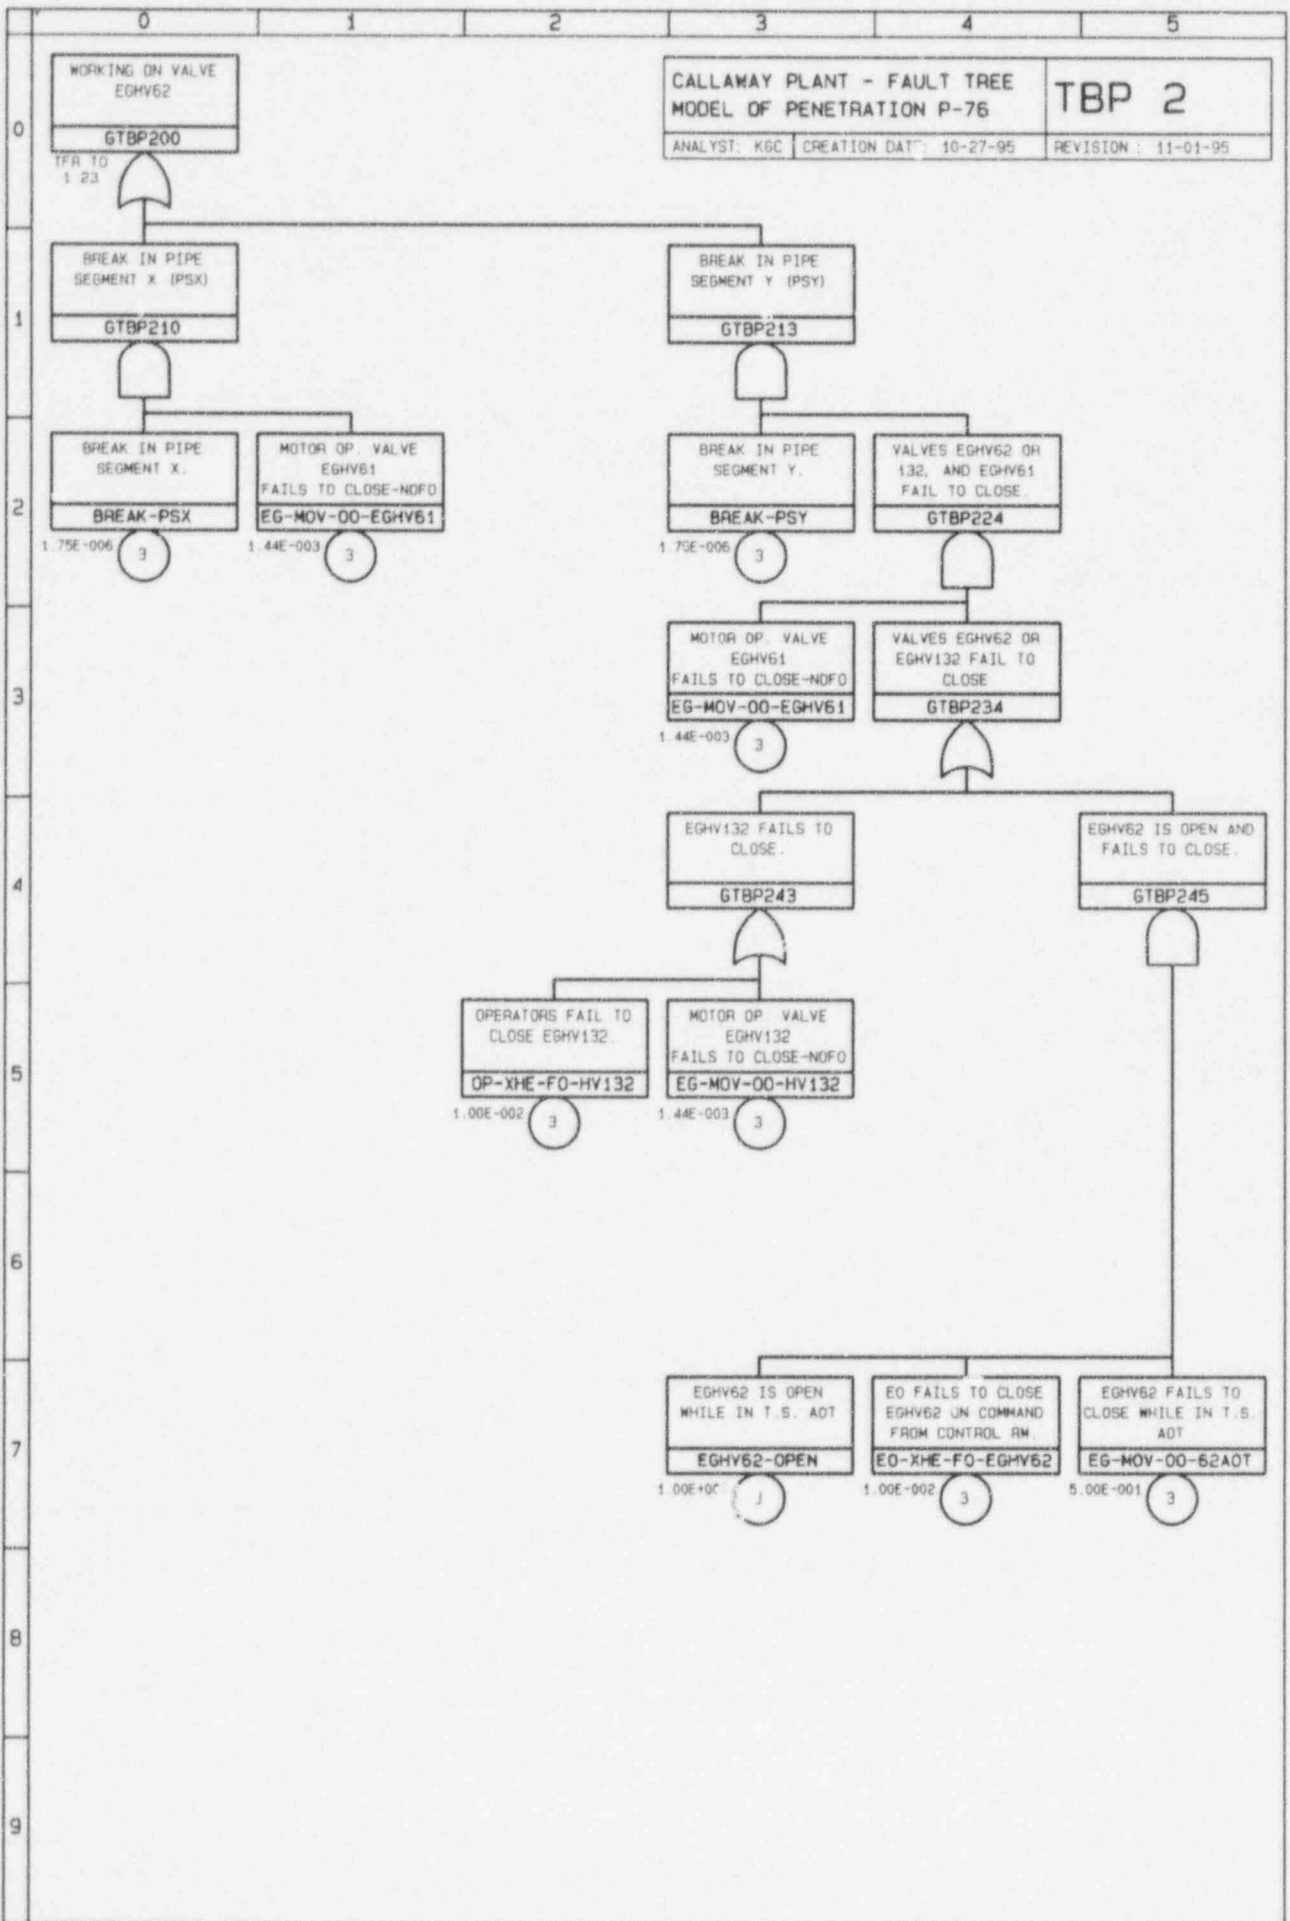 0 1 2 3 4 5
CALLAWAY PLANT - FAULT TREE
MODEL OF PENETRATION P-76
TBP 2
ANALYST: KGC CREATION DATE: 10-27-95 REVISION : 11-01-95
0
WORKING ON VALVE
EGHV62
GTBP200
TFR TO
1 23
1
BREAK IN PIPE
SEGMENT X (PSX)
GTBP210
BREAK IN PIPE
SEGMENT Y (PSY)
GTBP213
2
BREAK IN PIPE
SEGMENT X.
BREAK-PSX
1.75E-006
3
MOTOR OP. VALVE
EGHV61
FAILS TO CLOSE-NOFO
EG-MOV-OO-EGHV61
1.44E-003
3
BREAK IN PIPE
SEGMENT Y.
BREAK-PSY
3
VALVES EGHV62 OR
132, AND EGHV61
FAIL TO CLOSE.
GTBP224
3
MOTOR OP. VALVE
EGHV61
FAILS TO CLOSE-NOFO
EG-MOV-OO-EGHV61
1.44E-003
3
VALVES EGHV62 OR
EGHV132 FAIL TO
CLOSE
GTBP234
4
EGHV132 FAILS TO
CLOSE.
GTBP243
EGHV62 IS OPEN AND
FAILS TO CLOSE.
GTBP245
5
OPERATORS FAIL TO
CLOSE EGHV132.
OP-XHE-FO-HV132
1.00E-002
3
MOTOR OP. VALVE
EGHV132
FAILS TO CLOSE-NOFO
EG-MOV-OO-HV132
1.44E-003
3
6
7
EGHV62 IS OPEN
WHILE IN T.S. AOT
EGHV62-OPEN
EO FAILS TO CLOSE
EGHV62 ON COMMAND
FROM CONTROL RM.
EO-XHE-FO-EGHV62
1.00E-002
3
EGHV62 FAILS TO
CLOSE WHILE IN T.S.
AOT
EG-MOV-OO-62AOT
5.00E-001
3
8
9